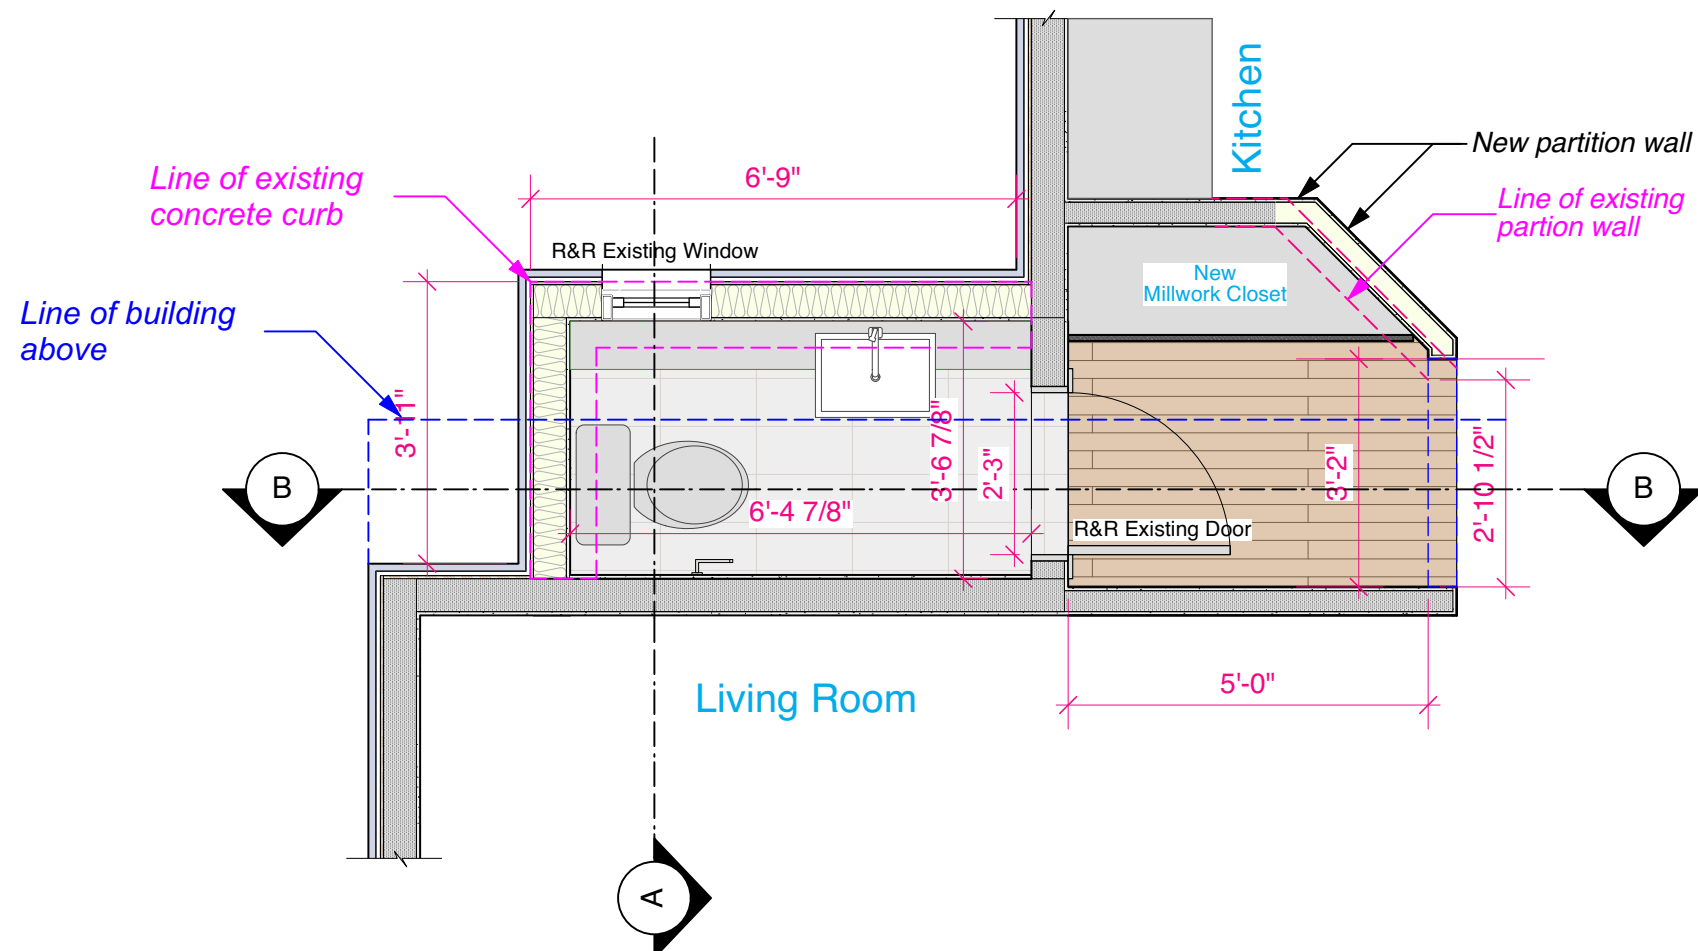 Kitchen
New partition wall
Line of existing
partion wall
Line of existing
concrete curb
6'-9"
R&R Existing Window
New
Millwork Closet
Line of building
above
3'-11"
3'-6 7/8"
2'-3"
3'-2"
2'-10 1/2"
B
B
6'-4 7/8"
R&R Existing Door
Living Room
5'-0"
A